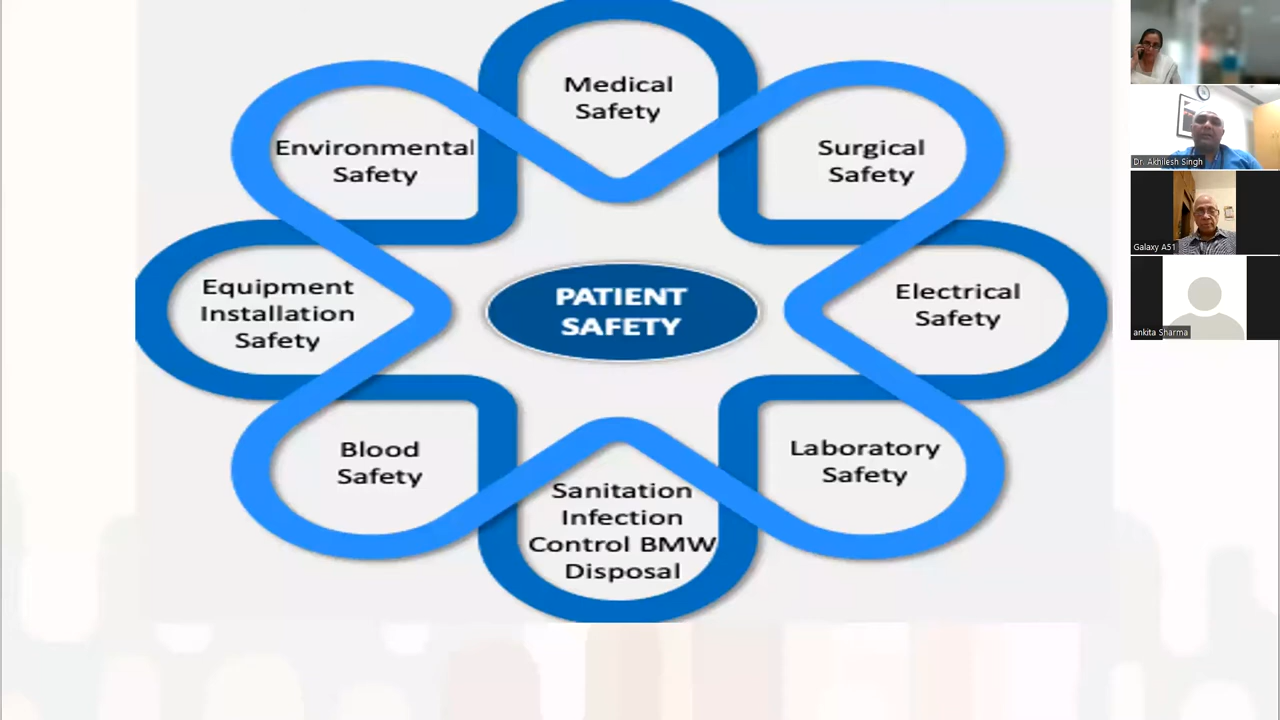 Medical
Safety
Environmental
Safety
Surgical
Safety
Equipment
Installation
Safety
PATIENT
SAFETY
Electrical
Safety
Blood
Safety
Laboratory
Safety
Sanitation
Infection
Control BMW
Disposal
Dr. Akhilesh Singh
Galaxy A51
ankita Sharma